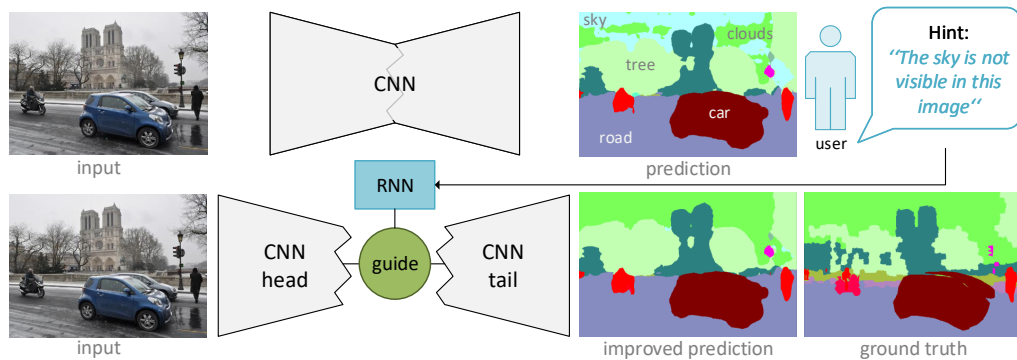 sky
clouds
tree
car
road
CNN
Hint:
“The sky is not
visible in this
image“
user
input
prediction
RNN
CNN
head
guide
CNN
tail
input
improved prediction
ground truth